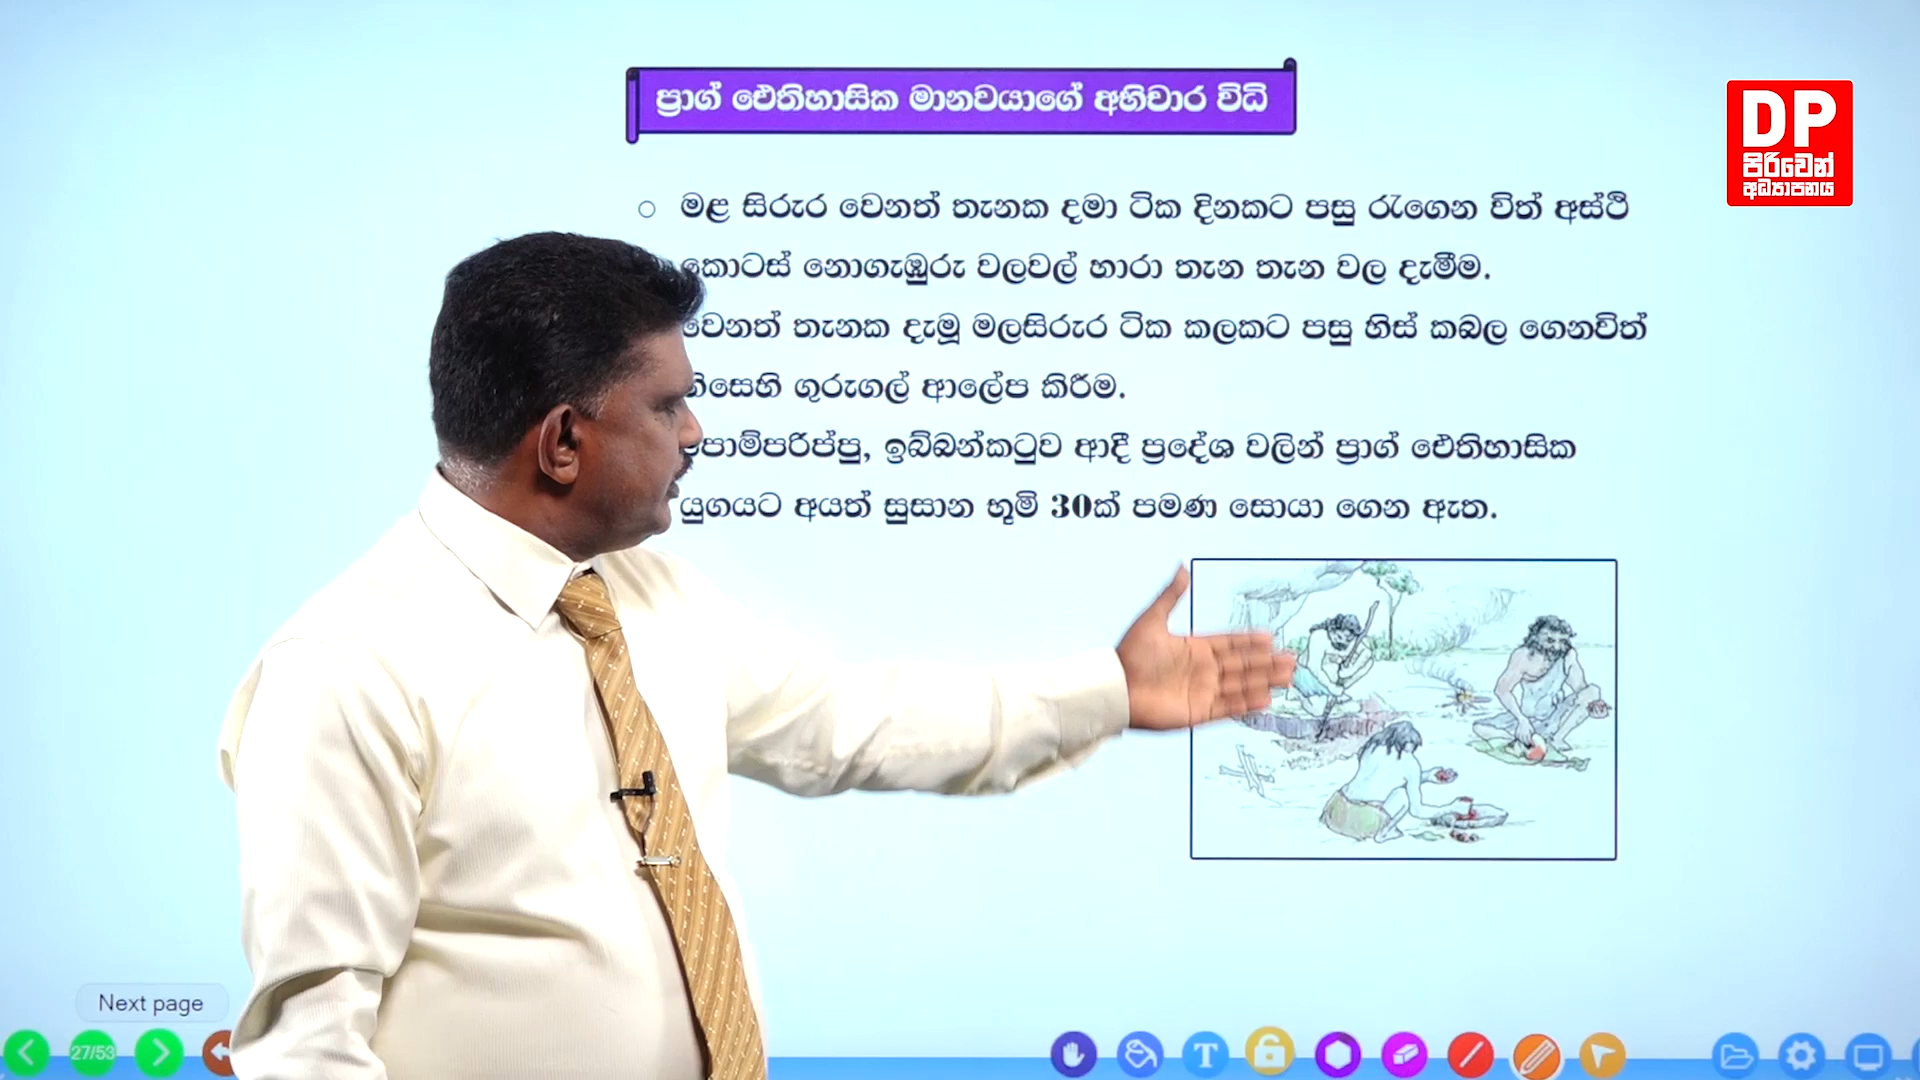 ප්‍රාග් ඓතිහාසික මානවයාගේ අභිචාර විධි
DP
පිරිවෙන්
අධ්‍යාපනය
මළ සිරුර වෙනත් තැනක දමා ටික දිනකට පසු රැගෙන විත් අස්ථි
කොටස් නොගැඹුරු වලවල් හාරා තැන තැන වල දැමීම.
වෙනත් තැනක දැමූ මලසිරුර ටික කලකට පසු හිස් කබල ගෙනවිත්
ගුරුගල් ආලේප කිරීම.
පොම්පරිප්පු, ඉබ්බන්කටුව ආදී ප්‍රදේශ වලින් ප්‍රාග් ඓතිහාසික
යුගයට අයත් සුසාන භූමි 30ක් පමණ සොයා ගෙන ඇත.
Next page
27/53
T